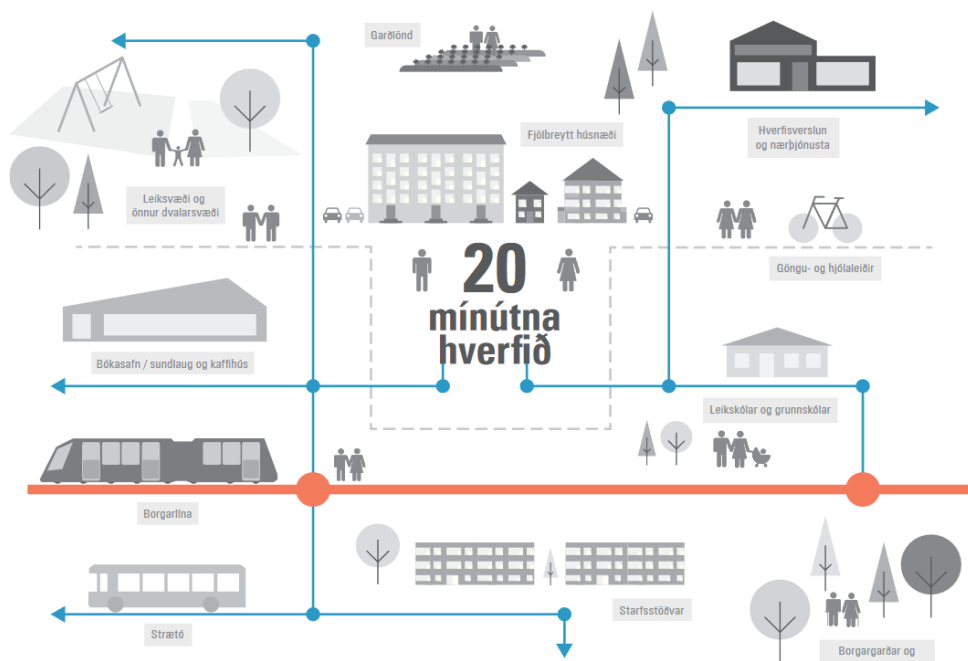 Garðlönd
Fjölbreytt húsnæði
Hverfisverslun
og nærþjónusta
Leiksvæði og
önnur dvalarsvæði
20
mínútna
hverfið
Göngu- og hjólaleiðir
Bókasafn / sundlaug og kaffihús
Leikskólar og grunnskólar
Borgarlína
Starfsstöðvar
Strætó
Borgargarðar og